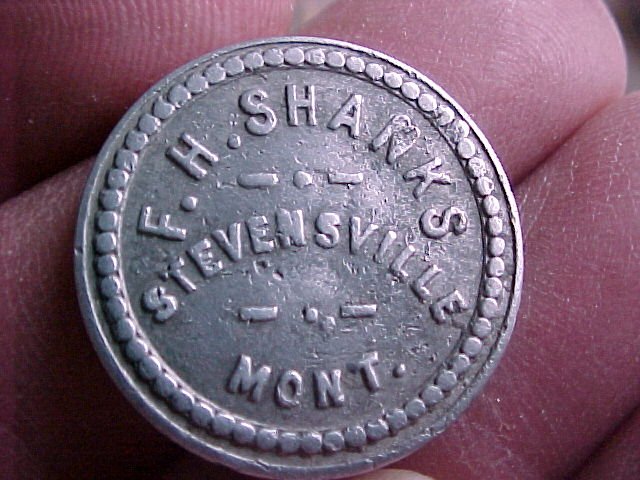 F. H. SHANKS
STEVENSVILLE
MONT.